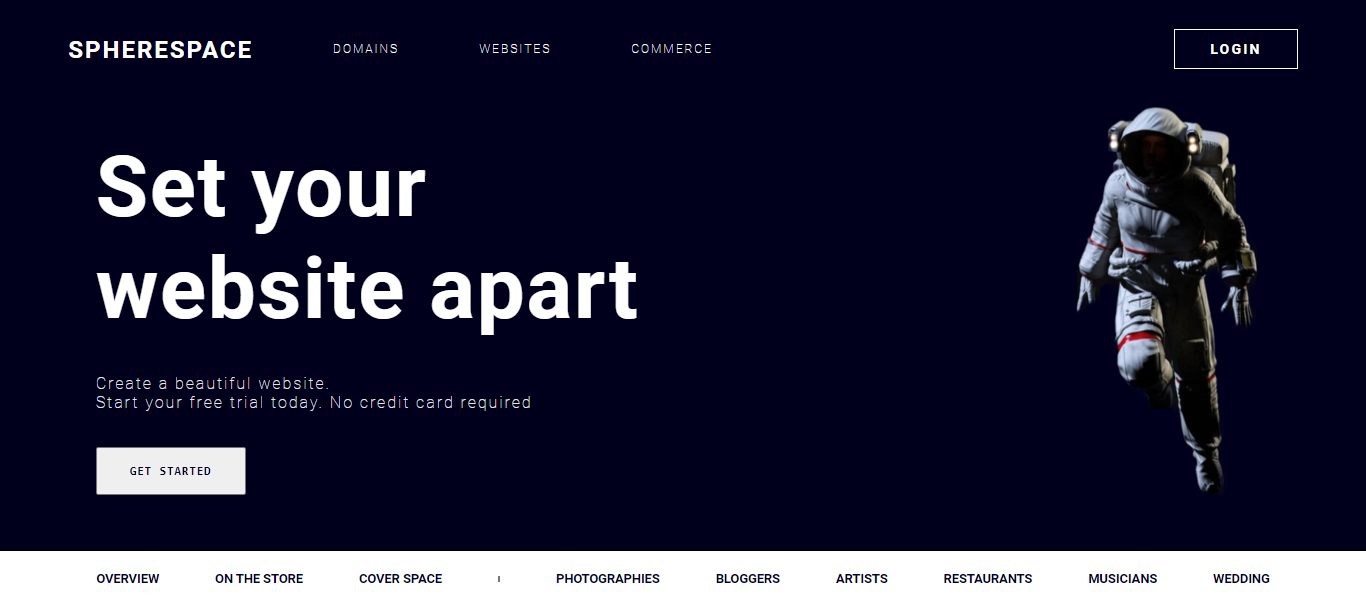 SPHERESPACE DOMAINS WEBSITES COMMERCE LOGIN
Set your
website apart
Create a beautiful website.
Start your free trial today. No credit card required
GET STARTED
OVERVIEW ON THE STORE COVER SPACE I PHOTOGRAPHIES BLOGGERS ARTISTS RESTAURANTS MUSICIANS WEDDING